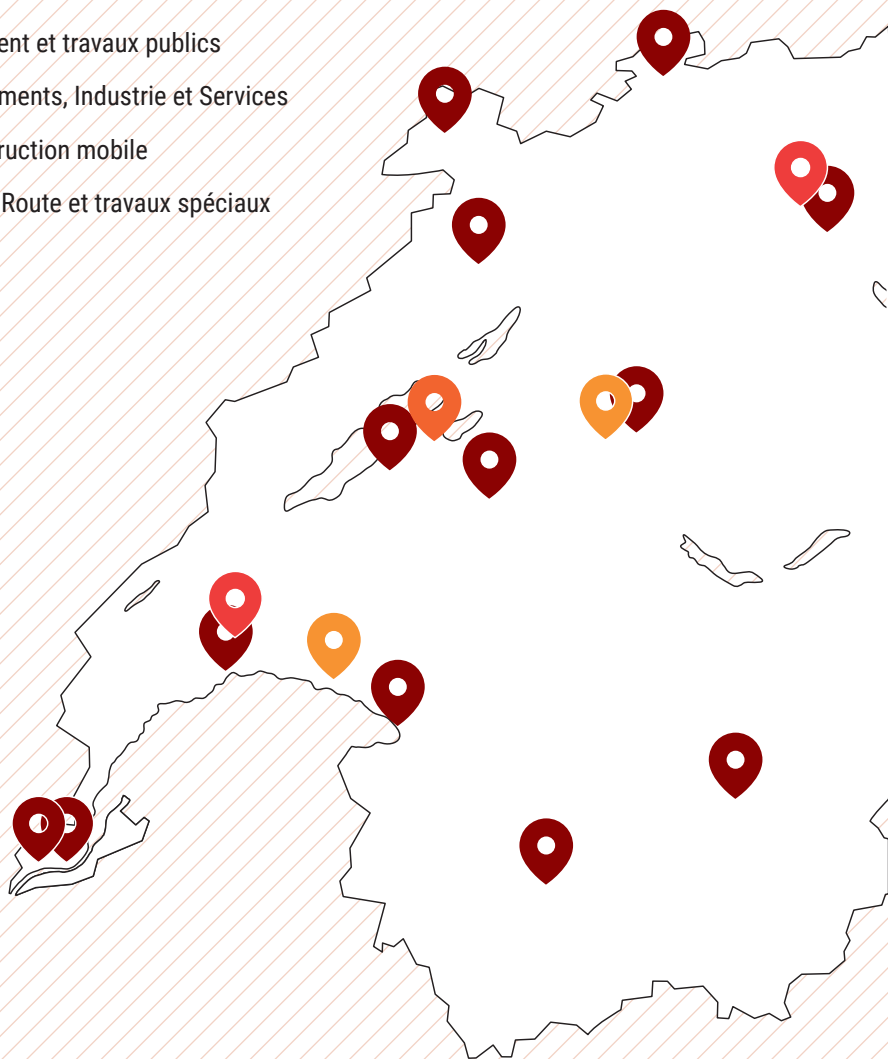 ent et travaux publics
ments, Industrie et Services
ruction mobile
Route et travaux spéciaux